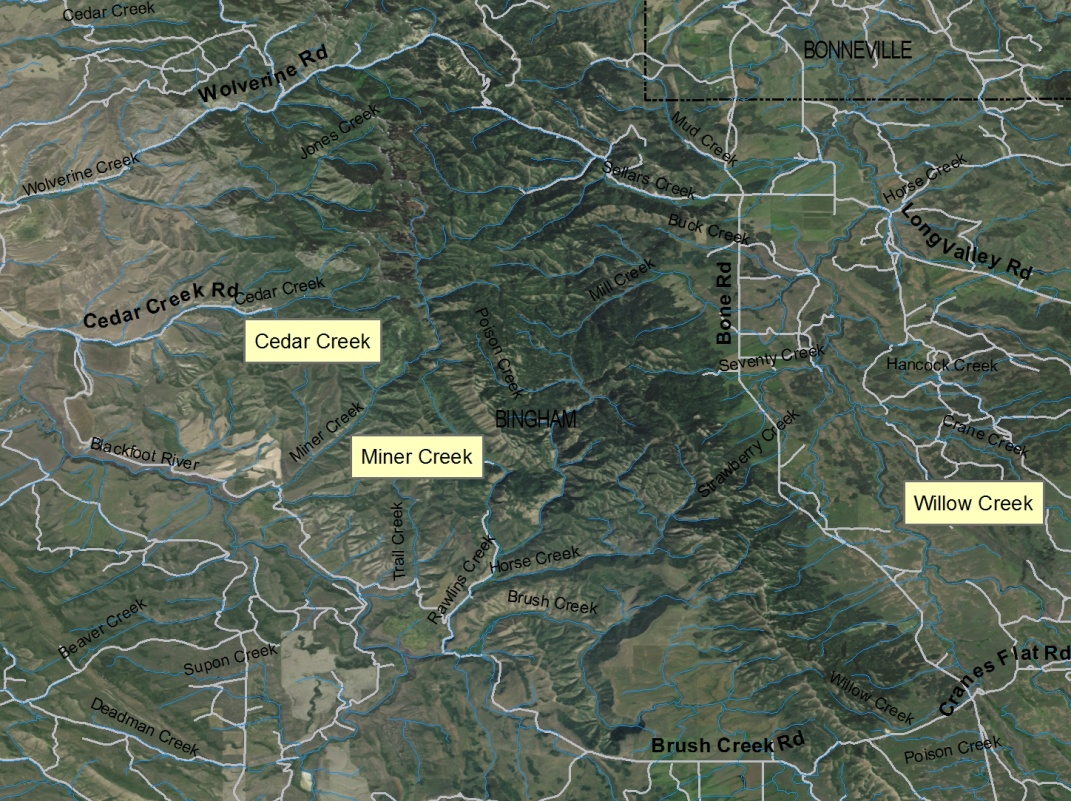 Cedar Creek
BONNEVILLE
Wolverine Rd
Jones Creek
Mud Creek
Wolverine Creek
Sellars Creek
Horse Creek
Buck Creek
Long Valley Rd
Cedar Creek Rd
Cedar Creek
Mill Creek
Bone Rd
Cedar Creek
Poison Creek
Seventy Creek
Hancock Creek
BINGHAM
Miner Creek
Crane Creek
Blackfoot River
Miner Creek
Strawberry Creek
Willow Creek
Trail Creek
Rawlins Creek
Horse Creek
Brush Creek
Beaver Creek
Supon Creek
Cranes Flat Rd
Willow Creek
Deadman Creek
Brush Creek Rd
Poison Creek